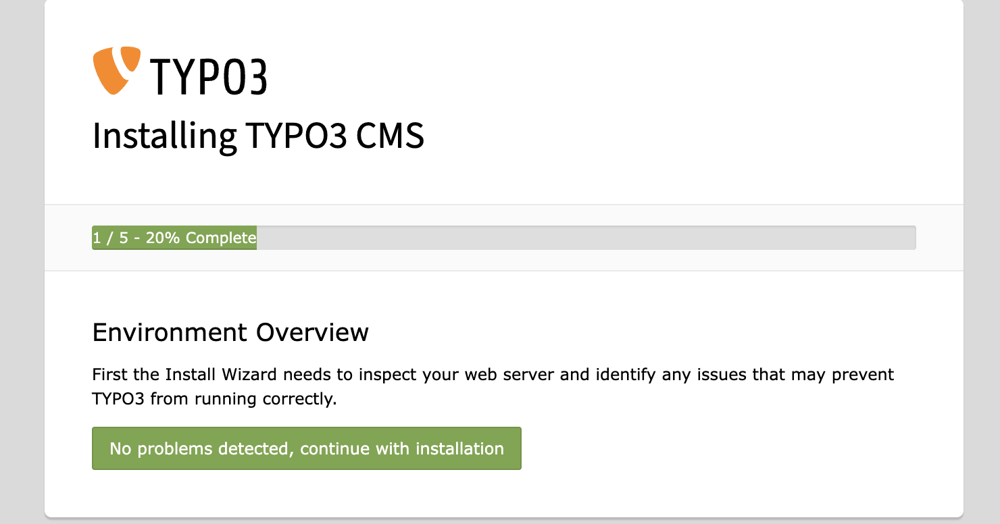 TYPO3
Installing TYPO3 CMS
1 / 5 - 20% Complete
Environment Overview
First the Install Wizard needs to inspect your web server and identify any issues that may prevent
TYPO3 from running correctly.
No problems detected, continue with installation